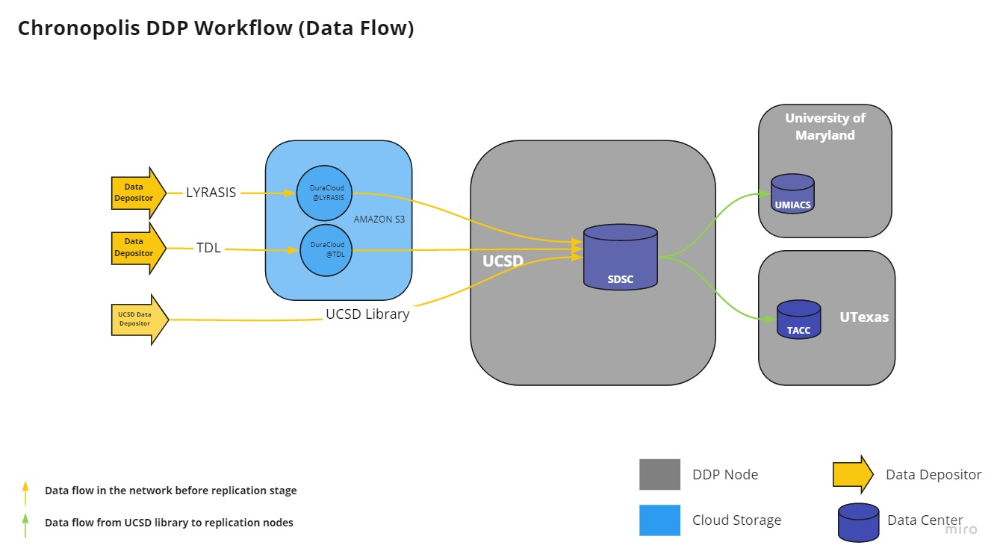 Chronopolis DDP Workflow (Data Flow)
University of
Maryland
Data
Depositor
LYRASIS
DuraCloud
@LYRASIS
UMIACS
AMAZON S3
Data
Depositor
TDL
DuraCloud
@TDL
UCSD
SDSC
UCSD Data
Depositor
UCSD Library
TACC
UTexas
DDP Node
Data Depositor
Data flow in the network before replication stage
Cloud Storage
Data Center
Data flow from UCSD library to replication nodes
miro